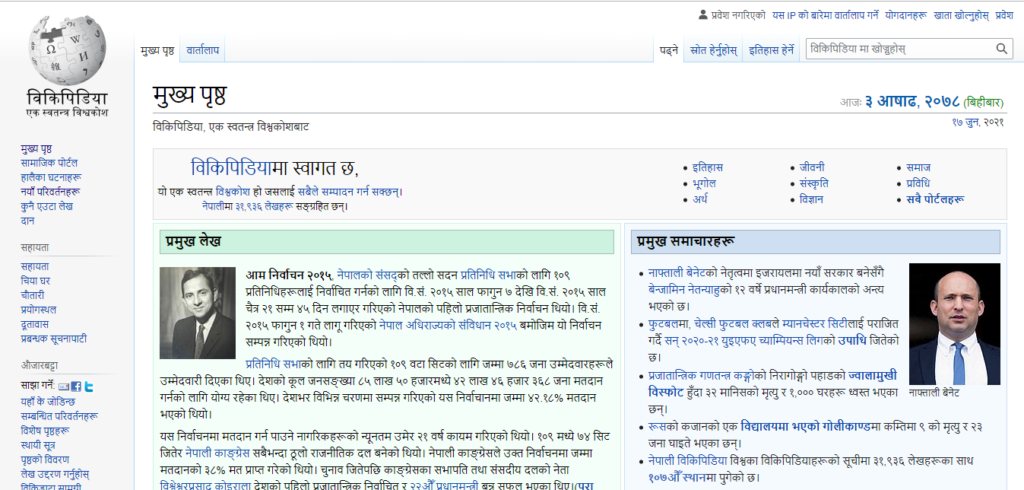 प्रवेश नगरिएको यस IP को बारेमा वार्तालाप गर्ने योगदानहरू खाता खोल्नुहोस् प्रवेश
मुख्य पृष्ठ वार्तालाप
पढ्ने स्रोत हेर्नुहोस् इतिहास हेर्ने विकिपिडिया मा खोज्नुहोस्
विकिपिडिया
एक स्वतन्त्र विश्वकोश
मुख्य पृष्ठ
सामाजिक पोर्टल
हालैका घटनाहरू
नयाँ परिवर्तनहरू
कुनै एउटा लेख
दान
सहायता
सहायता
चिया घर
चौतारी
प्रयोगस्थल
दूतावास
प्रबन्धक सूचनापाटी
औजारबट्टा
साझा गर्ने:
यहाँ के जोडिन्छ
सम्बन्धित परिवर्तनहरू
विशेष पृष्ठहरू
स्थायी सूत्र
पृष्ठको विवरण
लेख उद्दरण गर्नुहोस्
विकिडाटा सामग्री
मुख्य पृष्ठ
आजः ३ आषाढ, २०७८ (बिहीबार)
विकिपिडिया, एक स्वतन्त्र विश्वकोशबाट
१७ जुन, २०२१
विकिपिडियामा स्वागत छ,
यो एक स्वतन्त्र विश्वकोश हो जसलाई सबैले सम्पादन गर्न सक्छन्।
नेपालीमा ३१,९३६ लेखहरू सङ्ग्रहित छन्।
इतिहास जीवनी समाज
भूगोल संस्कृति प्रविधि
अर्थ विज्ञान सबै पोर्टलहरू
प्रमुख लेख
आम निर्वाचन २०१५, नेपालको संसद्को तल्लो सदन प्रतिनिधि सभाको लागि १०९
प्रतिनिधिहरूलाई निर्वाचित गर्नको लागि वि.सं. २०१५ साल फागुन ७ देखि वि.सं. २०१५ साल
चैत्र २१ सम्म ४५ दिन लगाएर गरिएको नेपालको पहिलो प्रजातान्त्रिक निर्वाचन थियो। वि.सं.
२०१५ फागुन १ गते लागू गरिएको नेपाल अधिराज्यको संविधान २०१५ बमोजिम यो निर्वाचन
सम्पन्न गरिएको थियो।
प्रतिनिधि सभाको लागि तय गरिएको १०९ वटा सिटको लागि जम्मा ७८६ जना उम्मेदवारहरूले
उम्मेदवारी दिएका थिए। देशको कूल जनसङ्ख्या ८५ लाख ५० हजारमध्ये ४२ लाख ४६ हजार ३६८ जना मतदान
गर्नको लागि योग्य रहेका थिए। देशभर विभिन्न चरणमा सम्पन्न गरिएको यस निर्वाचनमा जम्मा ४२.१८% मतदान
भएको थियो।
यस निर्वाचनमा मतदान गर्न पाउने नागरिकहरूको न्यूनतम उमेर २१ वर्ष कायम गरिएको थियो। १०९ मध्ये ७४ सिट
जितेर नेपाली काङ्ग्रेस सबैभन्दा ठूलो राजनीतिक दल बनेको थियो। नेपाली काङ्ग्रेसले उक्त निर्वाचनमा जम्मा
मतदानको ३८% मत प्राप्त गरेको थियो। चुनाव जितेपछि काङ्ग्रेसका सभापति तथा संसदीय दलको नेता
विश्वेश्वरप्रसाद कोइराला देशको पहिलो प्रजातान्त्रिक निर्वाचित र २२औँ प्रधानमन्त्री बन्न सफल भएका थिए।(पुरा
प्रमुख समाचारहरू
नाफ्ताली बेनेटको नेतृत्वमा इजरायलमा नयाँ सरकार बनेसँगै
बेन्जामिन नेतन्याहुको १२ वर्षे प्रधानमन्त्री कार्यकालको अन्त्य
भएको छ।
फुटबलमा, चेल्सी फुटबल क्लबले म्यानचेस्टर सिटीलाई पराजित
गर्दै सन् २०२०-२१ युइएफए च्याम्पियन्स लिगको उपाधि जितेको
छ।
प्रजातान्त्रिक गणतन्त्र कङ्गोको निरागोङ्गो पहाडको ज्वालामुखी
विस्फोट हुँदा ३२ मानिसको मृत्यु र १,००० घरहरू ध्वस्त भएका
छन्।
रूसको कजानको एक विद्यालयमा भएको गोलीकाण्डमा कम्तिमा ९ को मृत्यु र २३
जना घाइते भएका छन्।
नेपाली विकिपिडिया विश्वका विकिपिडियाहरूको सूचीमा ३१,९३६ लेखहरूका साथ
१०७औँ स्थानमा पुगेको छ।
नाफ्ताली बेनेट